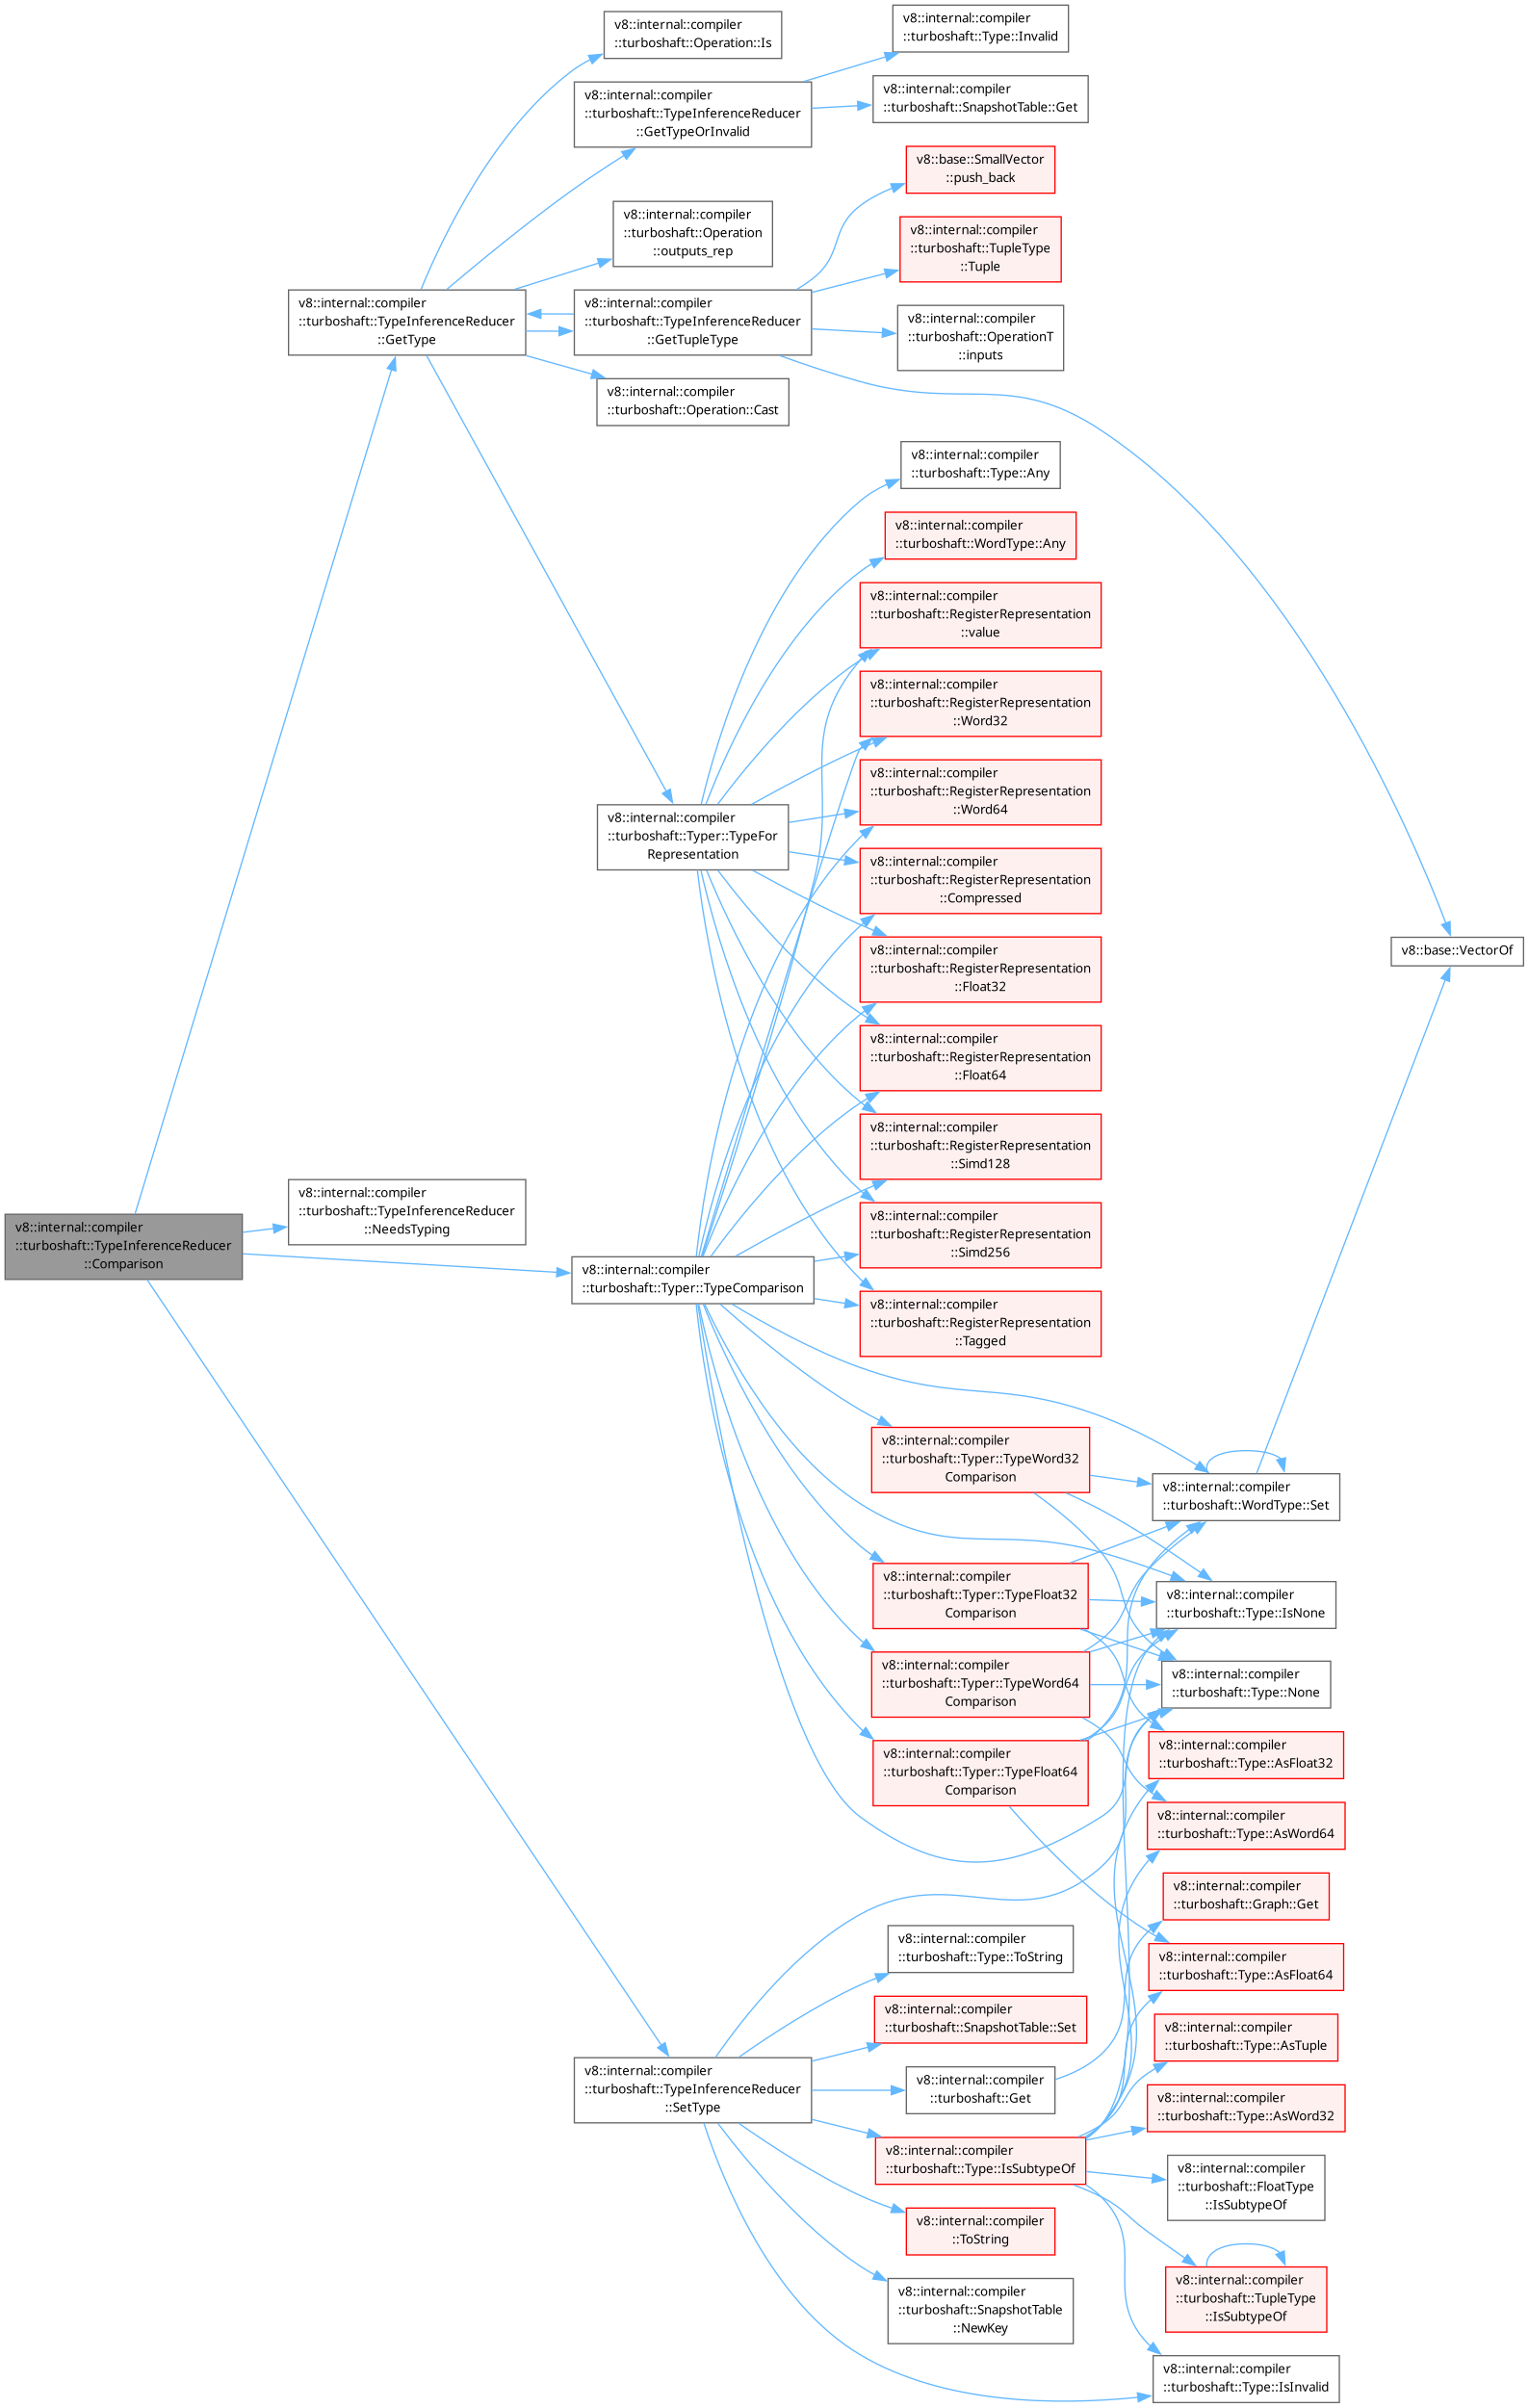 v8::internal::compiler
::turboshaft::TypeInferenceReducer
::Comparison
v8::internal::compiler
::turboshaft::TypeInferenceReducer
::GetType
v8::internal::compiler
::turboshaft::TypeInferenceReducer
::NeedsTyping
v8::internal::compiler
::turboshaft::Operation::Is
v8::internal::compiler
::turboshaft::TypeInferenceReducer
::GetTypeOrInvalid
v8::internal::compiler
::turboshaft::Operation
::outputs_rep
v8::internal::compiler
::turboshaft::TypeInferenceReducer
::GetTupleType
v8::internal::compiler
::turboshaft::Operation::Cast
v8::internal::compiler
::turboshaft::Typer::TypeFor
Representation
v8::internal::compiler
::turboshaft::Typer::TypeComparison
v8::internal::compiler
::turboshaft::TypeInferenceReducer
::SetType
v8::internal::compiler
::turboshaft::Type::Invalid
v8::internal::compiler
::turboshaft::SnapshotTable::Get
v8::base::SmallVector
::push_back
v8::internal::compiler
::turboshaft::TupleType
::Tuple
v8::internal::compiler
::turboshaft::OperationT
::inputs
v8::internal::compiler
::turboshaft::Type::Any
v8::internal::compiler
::turboshaft::WordType::Any
v8::internal::compiler
::turboshaft::RegisterRepresentation
::value
v8::internal::compiler
::turboshaft::RegisterRepresentation
::Word32
v8::internal::compiler
::turboshaft::RegisterRepresentation
::Word64
v8::internal::compiler
::turboshaft::RegisterRepresentation
::Compressed
v8::internal::compiler
::turboshaft::RegisterRepresentation
::Float32
v8::internal::compiler
::turboshaft::RegisterRepresentation
::Float64
v8::internal::compiler
::turboshaft::RegisterRepresentation
::Simd128
v8::internal::compiler
::turboshaft::RegisterRepresentation
::Simd256
v8::internal::compiler
::turboshaft::RegisterRepresentation
::Tagged
v8::internal::compiler
::turboshaft::Typer::TypeWord32
Comparison
v8::internal::compiler
::turboshaft::Typer::TypeFloat32
Comparison
v8::internal::compiler
::turboshaft::Typer::TypeWord64
Comparison
v8::internal::compiler
::turboshaft::Typer::TypeFloat64
Comparison
v8::internal::compiler
::turboshaft::Type::ToString
v8::internal::compiler
::turboshaft::SnapshotTable::Set
v8::internal::compiler
::turboshaft::Get
v8::internal::compiler
::turboshaft::Type::IsSubtypeOf
v8::internal::compiler
::ToString
v8::internal::compiler
::turboshaft::SnapshotTable
::NewKey
v8::internal::compiler
::turboshaft::WordType::Set
v8::internal::compiler
::turboshaft::Type::IsNone
v8::internal::compiler
::turboshaft::Type::None
v8::internal::compiler
::turboshaft::Type::AsFloat32
v8::internal::compiler
::turboshaft::Type::AsWord64
v8::internal::compiler
::turboshaft::Graph::Get
v8::internal::compiler
::turboshaft::Type::AsFloat64
v8::internal::compiler
::turboshaft::Type::AsTuple
v8::internal::compiler
::turboshaft::Type::AsWord32
v8::internal::compiler
::turboshaft::FloatType
::IsSubtypeOf
v8::internal::compiler
::turboshaft::TupleType
::IsSubtypeOf
v8::internal::compiler
::turboshaft::Type::IsInvalid
v8::base::VectorOf